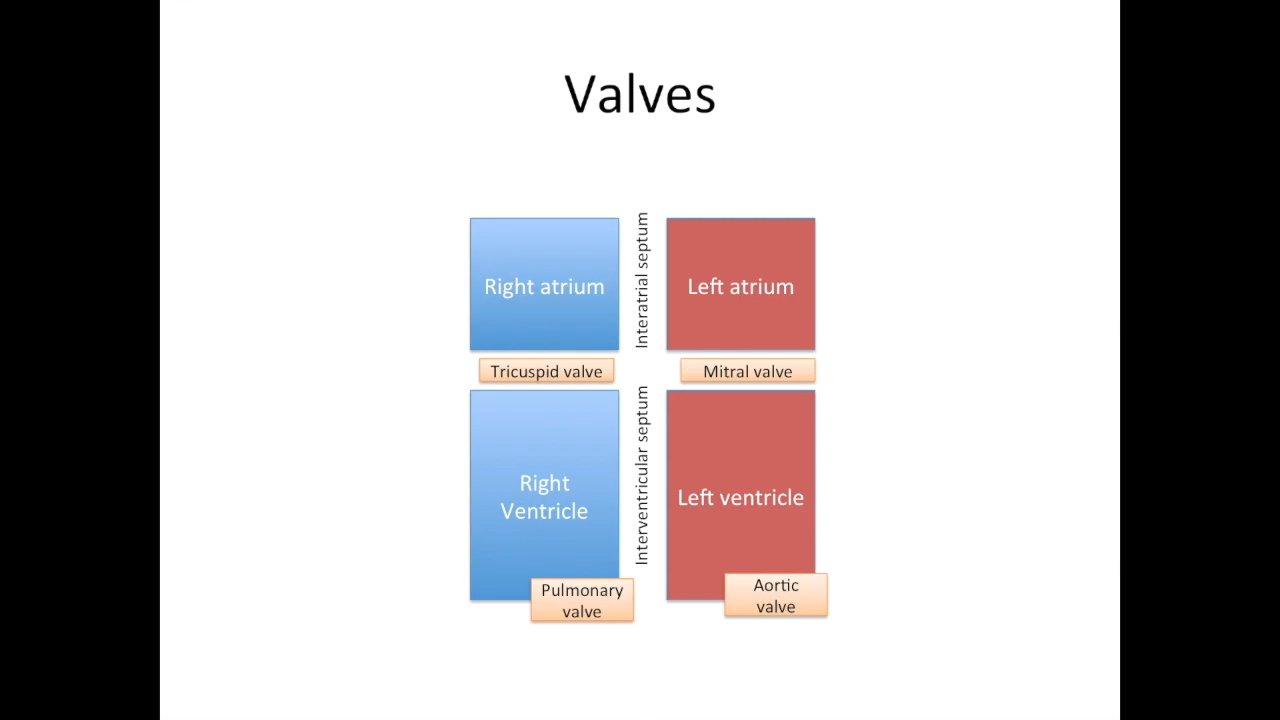 Valves
Right atrium
Interatrial septum
Left atrium
Tricuspid valve
Mitral valve
Right
Ventricle
Interventricular septum
Left ventricle
Pulmonary
valve
Aortic
valve